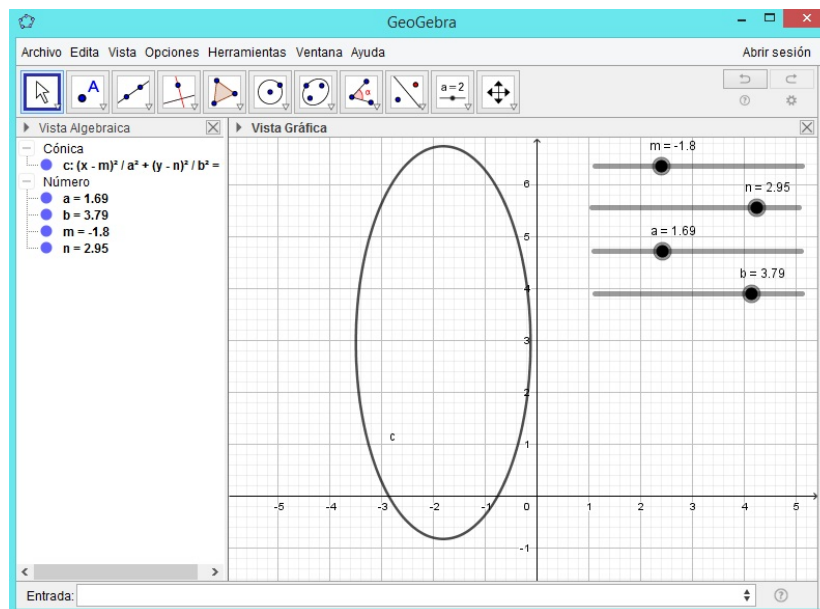 GeoGebra
Archivo Edita Vista Opciones Herramientas Ventana Ayuda Abrir sesión
A α a=2
Vista Algebraica
Cónica
c: (x - m)² / a² + (y - n)² / b² =
Número
a = 1.69
b = 3.79
m = -1.8
n = 2.95
Vista Gráfica
m = -1.8
n = 2.95
a = 1.69
b = 3.79
6
5
4
3
2
1
c
-5 -4 -3 -2 -1 0 1 2 3 4 5
-1
Entrada: